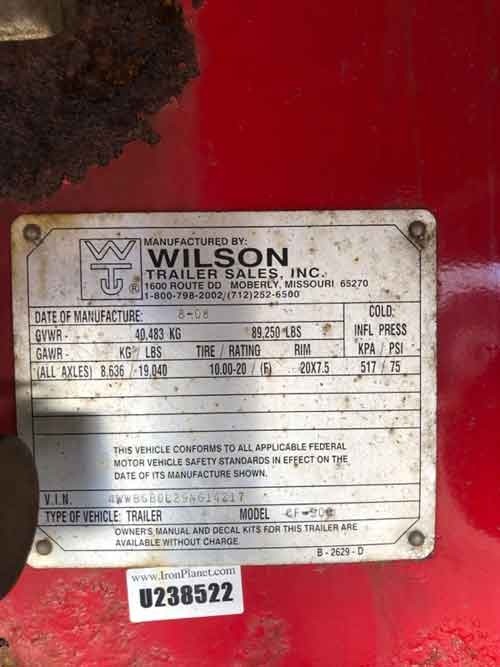 MANUFACTURED BY:
WILSON
TRAILER SALES, INC.
1600 ROUTE DD MOBERLY, MISSOURI 65270
1-800-798-2002/(712)252-6500
WT ®
DATE OF MANUFACTURE: 8-08
COLD:
GVWR - 40,483 KG 89,250 LBS
INFL PRESS
GAWR - KG LBS TIRE / RATING RIM KPA / PSI
(ALL AXLES) 8.636 / 19,040 10.00-20 / (F) 20X7.5 517 / 75
THIS VEHICLE CONFORMS TO ALL APPLICABLE FEDERAL
MOTOR VEHICLE SAFETY STANDARDS IN EFFECT ON THE
DATE OF ITS MANUFACTURE SHOWN.
V.I.N.
TYPE OF VEHICLE: TRAILER MODEL CF-900
OWNER'S MANUAL AND DECAL KITS FOR THIS TRAILER ARE
AVAILABLE WITHOUT CHARGE.
B - 2629 - D
www.IronPlanet.com
U238522